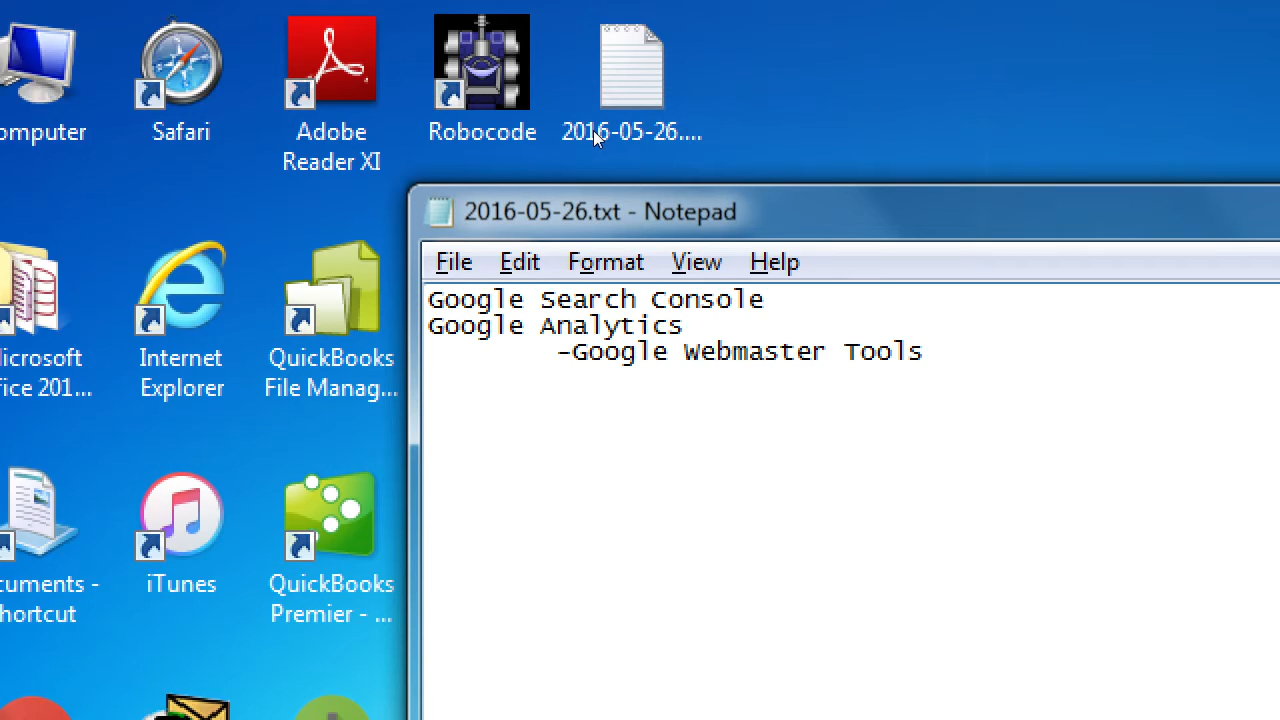 omputer
Safari
Adobe
Reader XI
Robocode
2016-05-26....
2016-05-26.txt - Notepad
File Edit Format View Help
Google Search Console
Google Analytics
-Google Webmaster Tools
icrosoft
fice 201...
Internet
Explorer
QuickBooks
File Manag...
cuments -
hortcut
iTunes
QuickBooks
Premier - ...